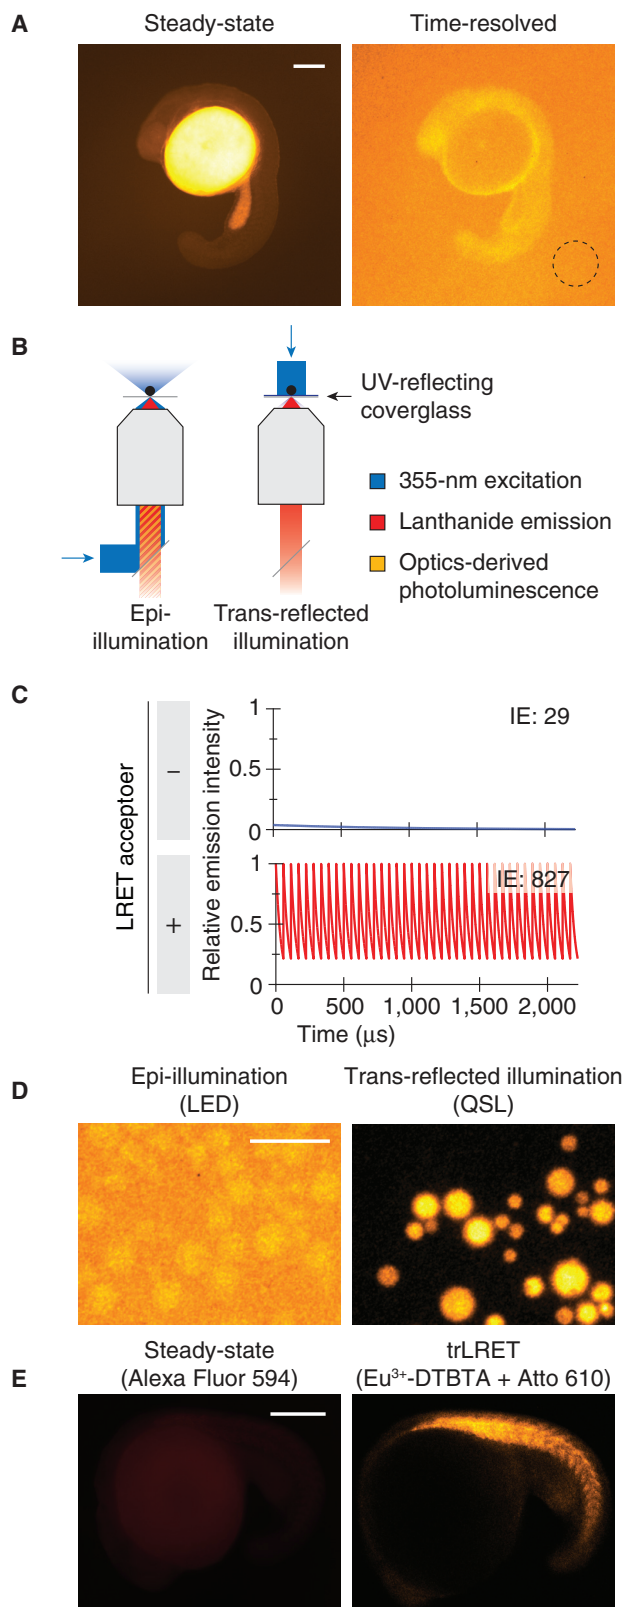 A
Steady-state
Time-resolved
B
UV-reflecting
coverglass
355-nm excitation
Lanthanide emission
Optics-derived
photoluminescence
Epi-
illumination
Trans-reflected
illumination
C
LRET acceptoer
−
+
Relative emission intensity
1
0.5
0
IE: 29
1
0.5
0
IE: 827
0 500 1,000 1,500 2,000
Time (μs)
D
Epi-illumination
(LED)
Trans-reflected illumination
(QSL)
E
Steady-state
(Alexa Fluor 594)
trLRET
(Eu³⁺-DTBTA + Atto 610)